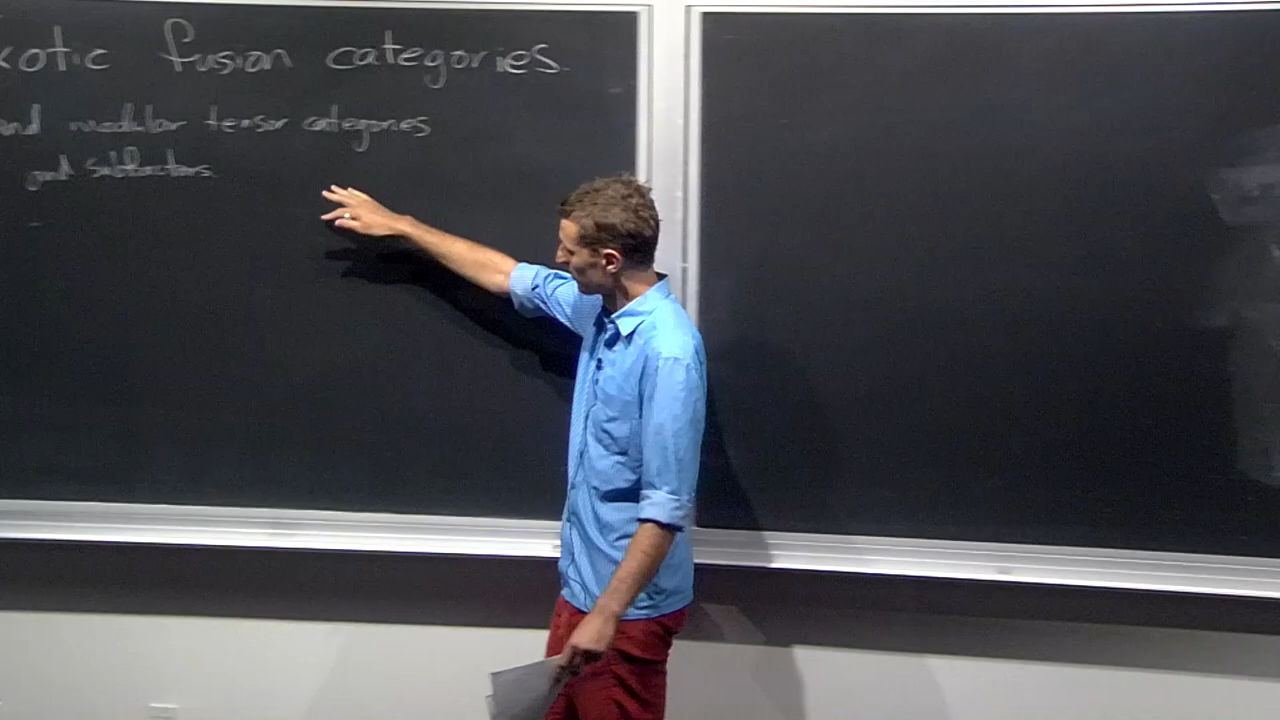 xotic fusion categories.
and modular tensor categories
and subfactors.